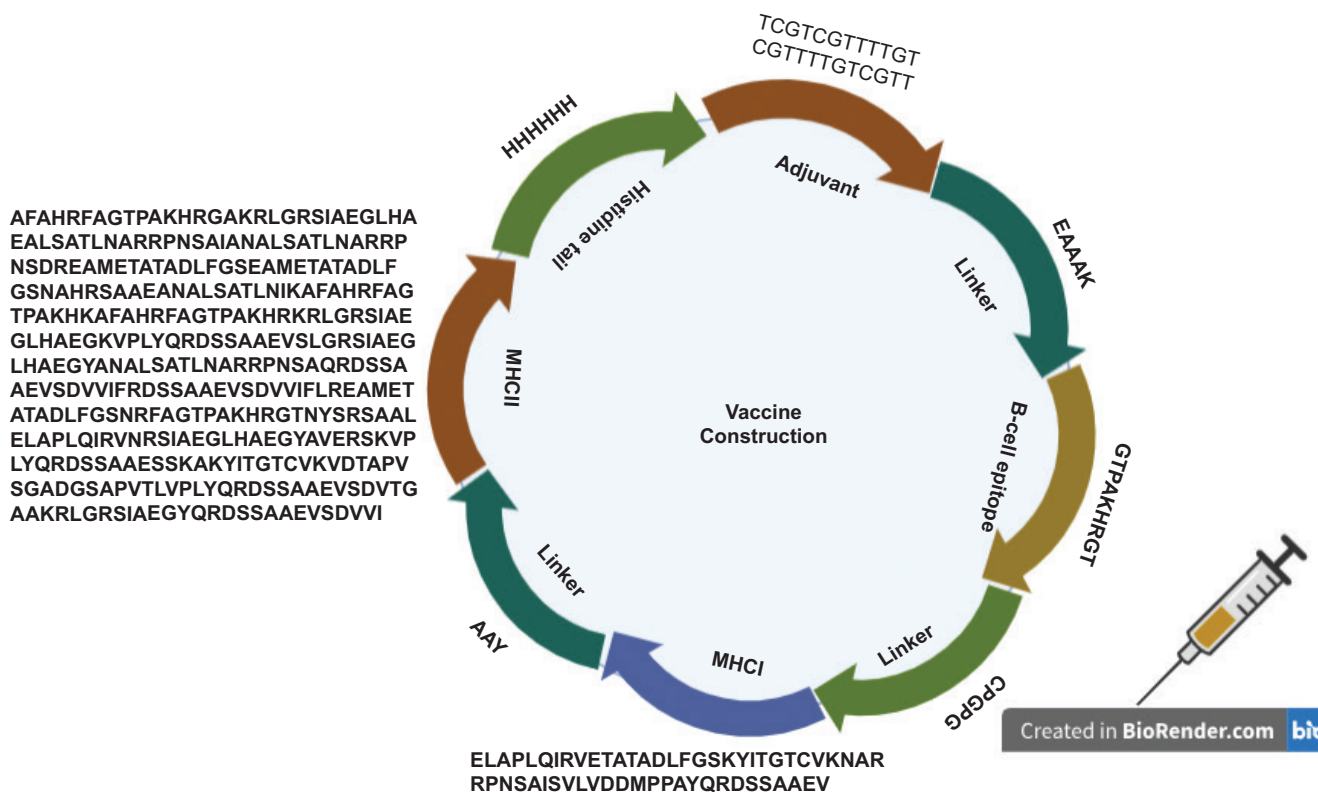 TCGTCGTTTTGT
CGTTTTGTCGTT
Adjuvant
EAAAK
Linker
GTPAKHRGT
B-cell epitope
CPGPG
Linker
MHCI
ELAPLQIRVETATADLFGSKYITGTCVKNAR
RPNSAISVLVDDMPPAYQRDSSAAEV
AAY
Linker
MHCII
AFAHRFAGTPAKHRGAKRLGRSIAEGLHA
EALSATLNARRPNSAIANALSATLNARRP
NSDREAMETATADLFGSEAMETATADLF
GSNAHRSAAEANALSATLNIKAFAHRFAG
TPAKHKAFAHRFAGTPAKHRKRLGRSIAE
GLHAEGKVPLYQRDSSAAEVSLGRSIAEG
LHAEGYANALSATLNARRPNSAQRDSSA
AEVSDVVIFRDSSAAEVSDVVIFLREAMET
ATADLFGSNRFAGTPAKHRGTNYSRSAAL
ELAPLQIRVNRSIAEGLHAEGYAVERSKVP
LYQRDSSAAESSKAKYITGTCVKVDTAPV
SGADGSAPVTLVPLYQRDSSAAEVSDVTG
AAKRLGRSIAEGYQRDSSAAEVSDVVI
HHHHHH
Histidine tail
Vaccine
Construction
Created in BioRender.com bio